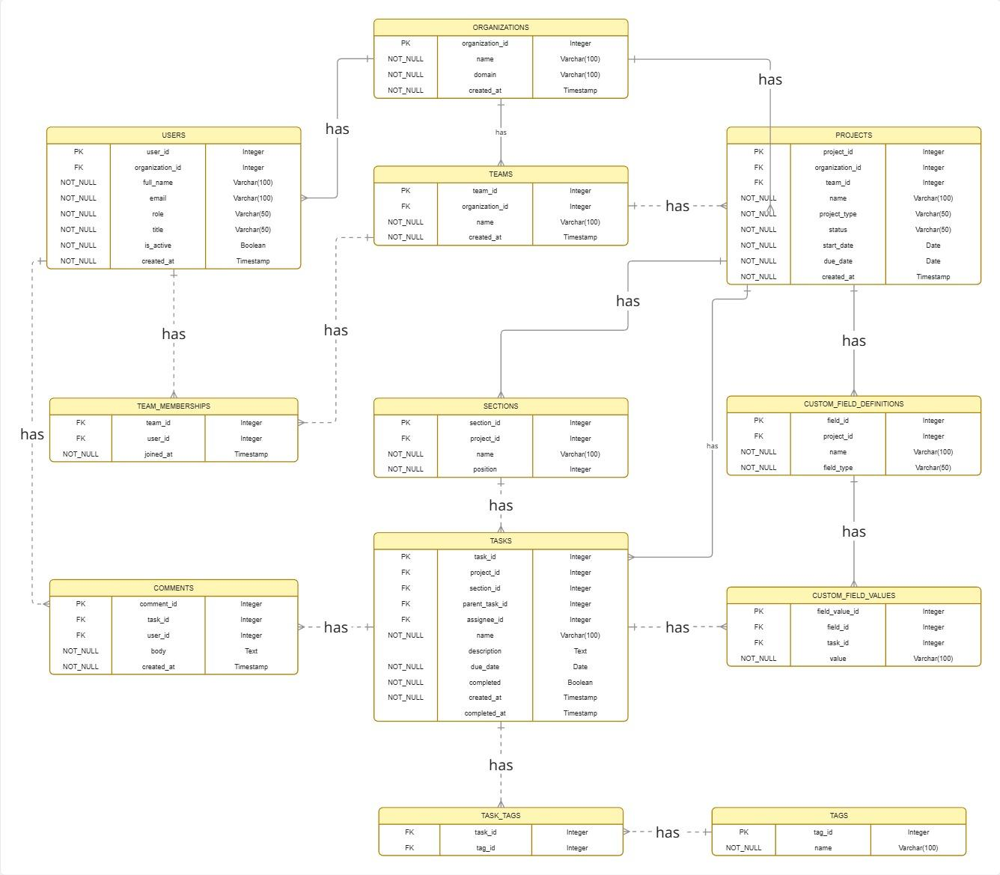 ORGANIZATIONS
PK organization_id Integer
NOT_NULL name Varchar(100)
NOT_NULL domain Varchar(100)
NOT_NULL created_at Timestamp
has
has
has
USERS
PK user_id Integer
FK organization_id Integer
NOT_NULL full_name Varchar(100)
NOT_NULL email Varchar(100)
NOT_NULL role Varchar(50)
NOT_NULL title Varchar(50)
NOT_NULL is_active Boolean
NOT_NULL created_at Timestamp
TEAMS
PK team_id Integer
FK organization_id Integer
NOT_NULL name Varchar(100)
NOT_NULL created_at Timestamp
has
PROJECTS
PK project_id Integer
FK organization_id Integer
FK team_id Integer
NOT_NULL name Varchar(100)
NOT_NULL project_type Varchar(50)
NOT_NULL status Varchar(50)
NOT_NULL start_date Date
NOT_NULL due_date Date
NOT_NULL created_at Timestamp
has
has
has
has
TEAM_MEMBERSHIPS
FK team_id Integer
FK user_id Integer
NOT_NULL joined_at Timestamp
has
SECTIONS
PK section_id Integer
FK project_id Integer
NOT_NULL name Varchar(100)
NOT_NULL position Integer
has
CUSTOM_FIELD_DEFINITIONS
PK field_id Integer
FK project_id Integer
NOT_NULL name Varchar(100)
NOT_NULL field_type Varchar(50)
has
has
COMMENTS
PK comment_id Integer
FK task_id Integer
FK user_id Integer
NOT_NULL body Text
NOT_NULL created_at Timestamp
has
TASKS
PK task_id Integer
FK project_id Integer
FK section_id Integer
FK parent_task_id Integer
FK assignee_id Integer
NOT_NULL name Varchar(100)
description Text
NOT_NULL due_date Date
NOT_NULL completed Boolean
NOT_NULL created_at Timestamp
completed_at Timestamp
has
CUSTOM_FIELD_VALUES
PK field_value_id Integer
FK field_id Integer
FK task_id Integer
NOT_NULL value Varchar(100)
has
TASK_TAGS
FK task_id Integer
FK tag_id Integer
has
TAGS
PK tag_id Integer
NOT_NULL name Varchar(100)